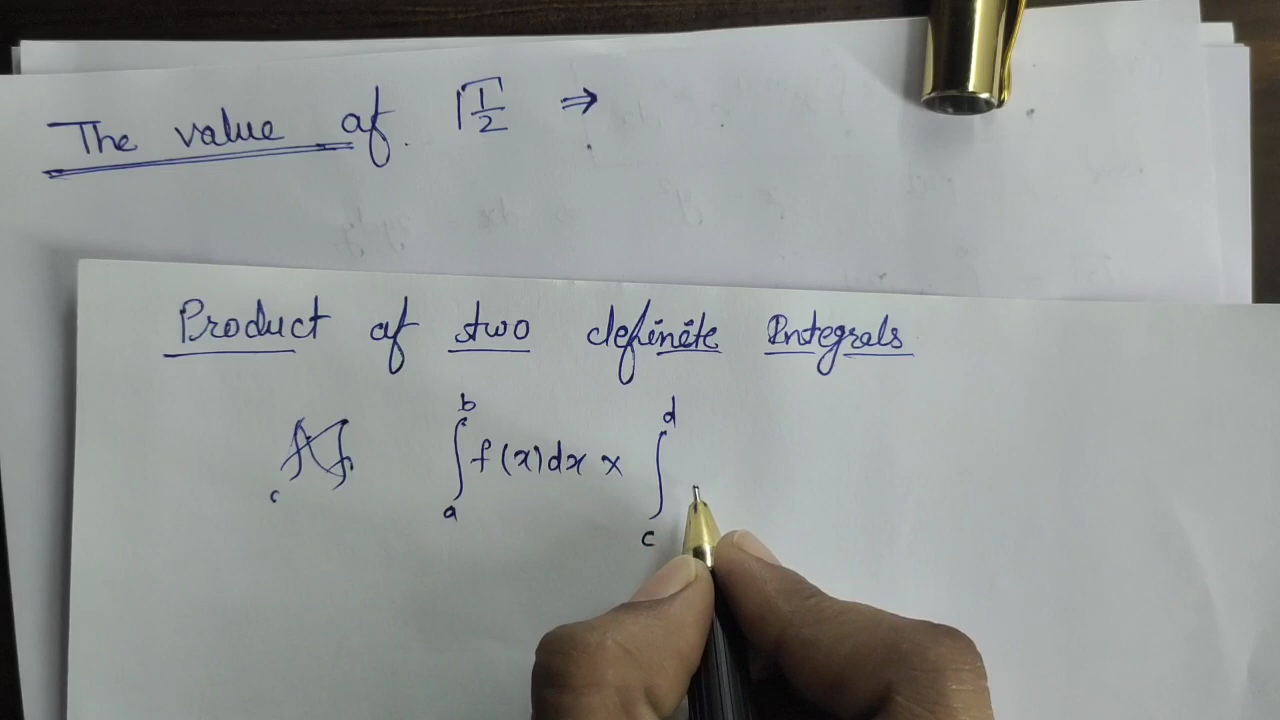 The value of Γ1/2 ⇒
Product of two definite Integrals
∫_a^b f(x)dx × ∫_c^d